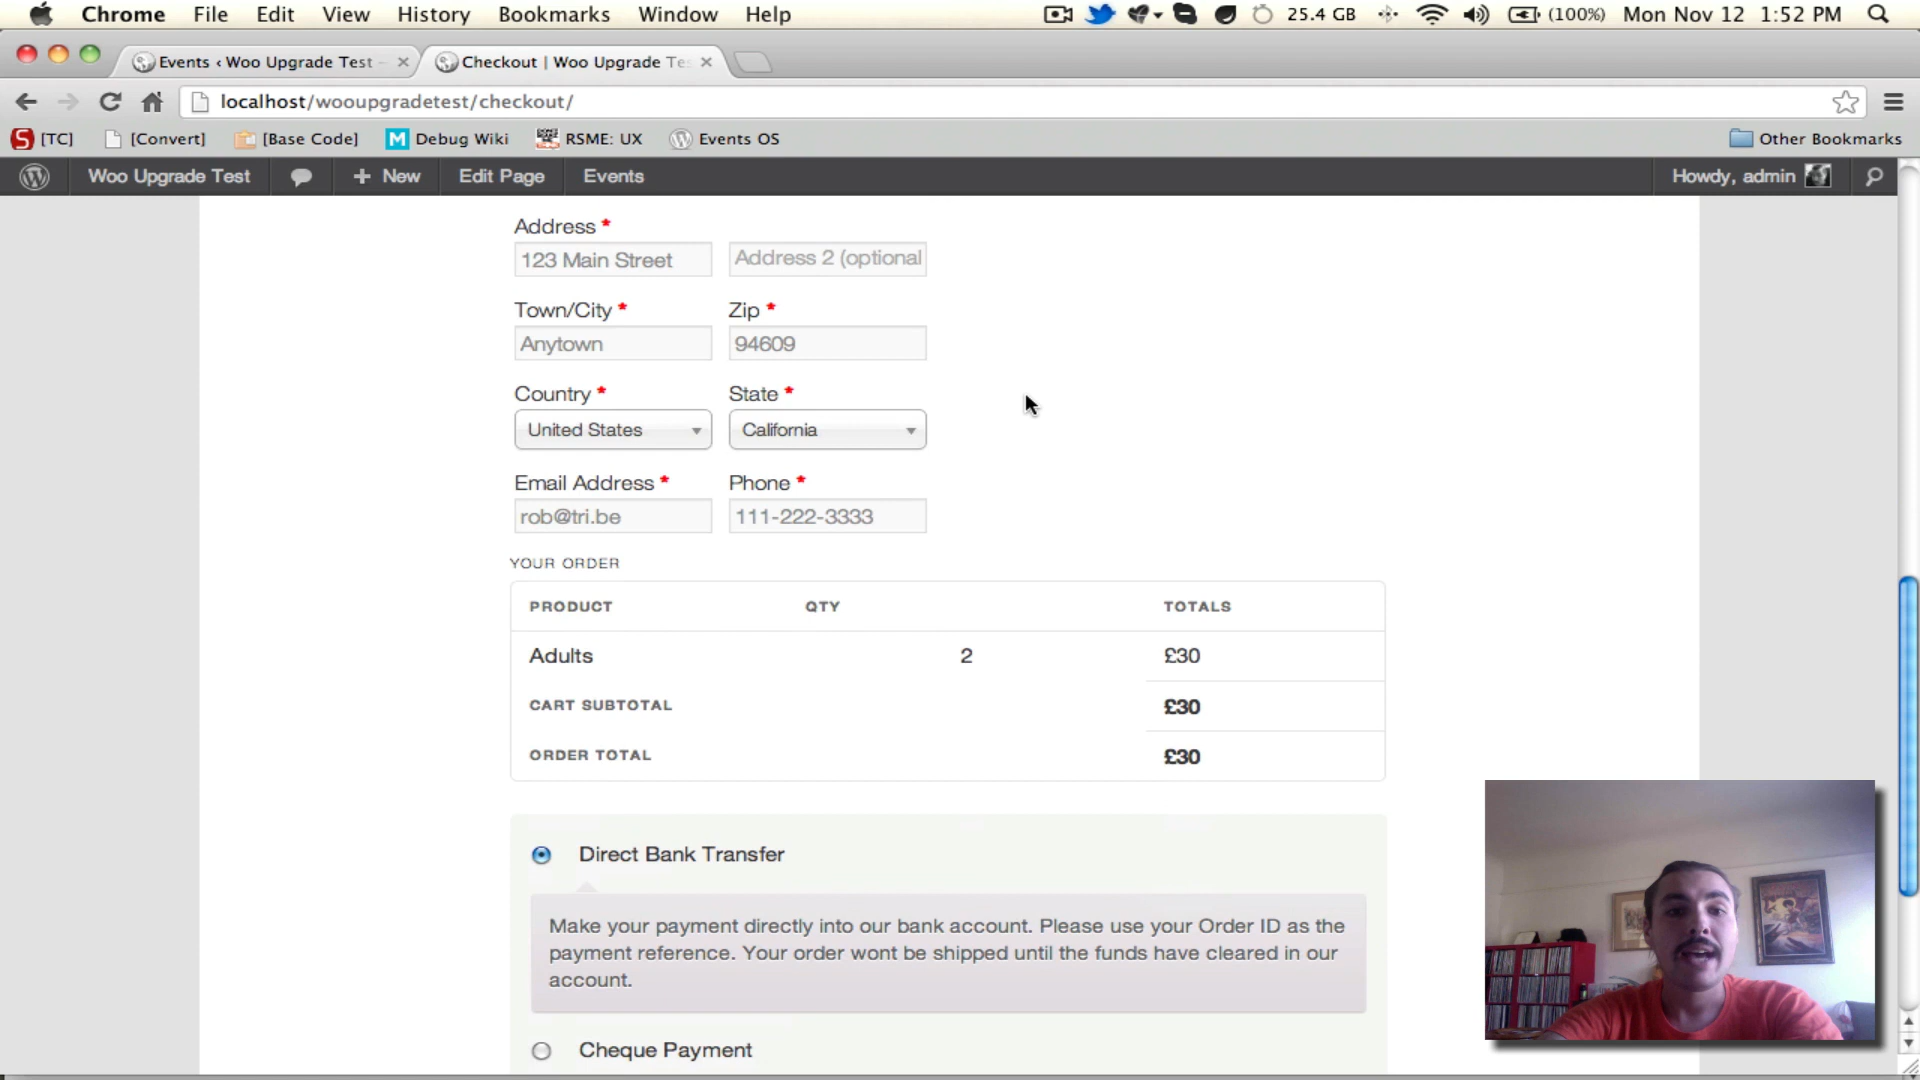 Chrome File Edit View History Bookmarks Window Help 25.4 GB (100%) Mon Nov 12 1:52 PM
Events ‹ Woo Upgrade Test - Checkout | Woo Upgrade Te
localhost/wooupgradetest/checkout/
[TC] [Convert] [Base Code] M Debug Wiki RSME: UX Events OS Other Bookmarks
Woo Upgrade Test + New Edit Page Events Howdy, admin
Address *
123 Main Street Address 2 (optional
Town/City * Zip *
Anytown 94609
Country * State *
United States California
Email Address * Phone *
rob@tri.be 111-222-3333
YOUR ORDER
PRODUCT QTY TOTALS
Adults 2 £30
CART SUBTOTAL £30
ORDER TOTAL £30
Direct Bank Transfer
Make your payment directly into our bank account. Please use your Order ID as the
payment reference. Your order wont be shipped until the funds have cleared in our
account.
Cheque Payment